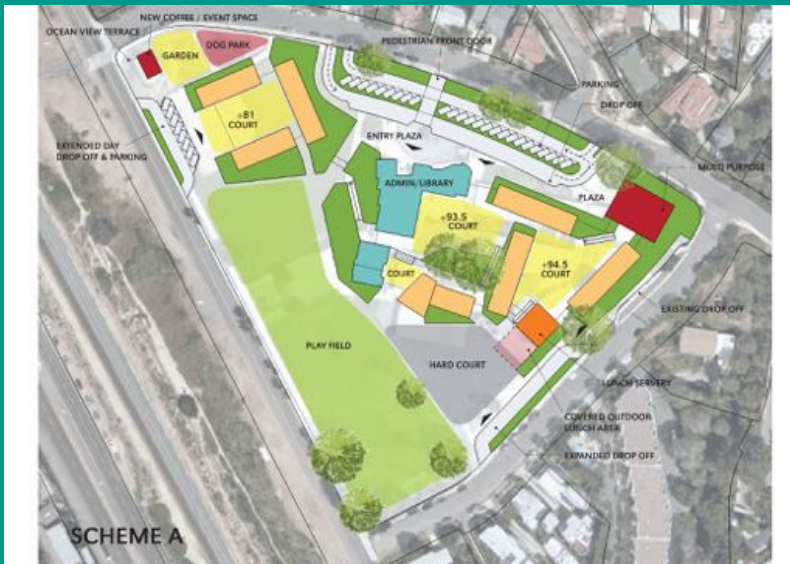 NEW COFFEE / EVENT SPACE
OCEAN VIEW TERRACE
GARDEN
DOG PARK
PEDESTRIAN FRONT DOOR
PARKING
DROP OFF
+81
COURT
ENTRY PLAZA
EXTENDED DAY
DROP OFF & PARKING
MULTI PURPOSE
ADMIN/LIBRARY
PLAZA
+93.5
COURT
+94.5
COURT
COURT
EXISTING DROP OFF
PLAY FIELD
HARD COURT
LUNCH SERVERY
COVERED OUTDOOR
LUNCH AREA
EXPANDED DROP OFF
SCHEME A